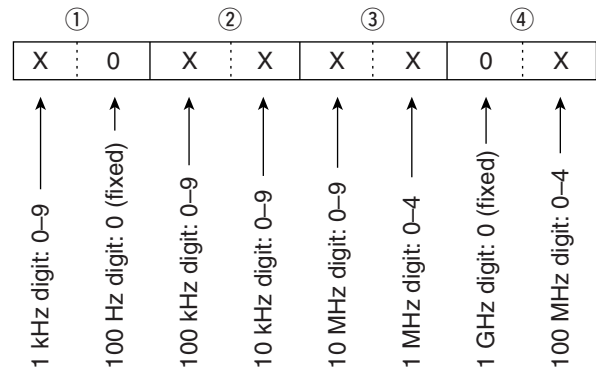 ① ② ③ ④
X 0 X X X X 0 X
1 kHz digit: 0–9
100 Hz digit: 0 (fixed)
100 kHz digit: 0–9
10 kHz digit: 0–9
10 MHz digit: 0–9
1 MHz digit: 0–4
1 GHz digit: 0 (fixed)
100 MHz digit: 0–4